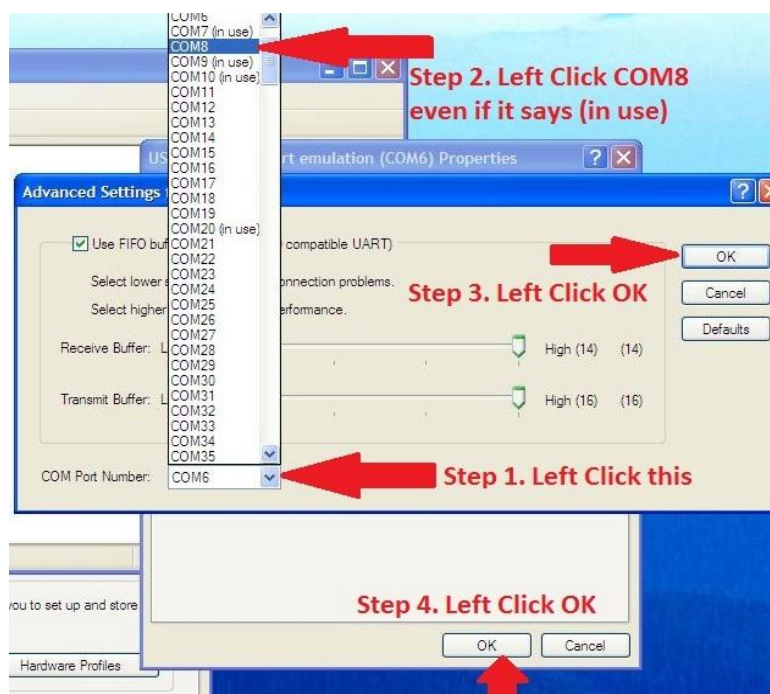 COM6
COM7 (in use)
COM8
COM9 (in use)
COM10 (in use)
COM11
COM12
COM13
COM14
COM15
COM16
COM17
COM18
COM19
COM20 (in use)
COM21
COM22
COM23
COM24
COM25
COM26
COM27
COM28
COM29
COM30
COM31
COM32
COM33
COM34
COM35
Step 2. Left Click COM8
even if it says (in use)
US rt emulation (COM6) Properties
Advanced Settings
Use FIFO buf compatible UART)
Select lower s nnection problems.
Select higher erformance.
Step 3. Left Click OK
OK
Cancel
Defaults
Receive Buffer: L High (14) (14)
Transmit Buffer: L High (16) (16)
COM Port Number: COM6
Step 1. Left Click this
Step 4. Left Click OK
OK Cancel
you to set up and store
Hardware Profiles